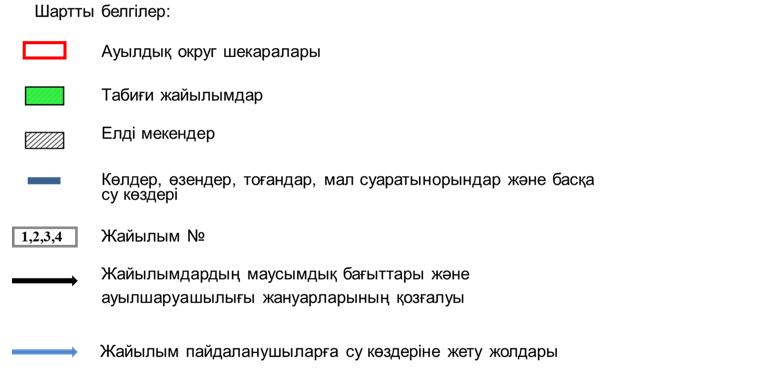 Шартты белгілер:
Ауылдық округ шекаралары
Табиғи жайылымдар
Елді мекендер
Көлдер, өзендер, тоғандар, мал суаратынорындар және басқа
су көздері
1,2,3,4 Жайылым №
Жайылымдардың маусымдық бағыттары және
ауылшаруашылығы жануарларының қозғалуы
Жайылым пайдаланушыларға су көздеріне жету жолдары